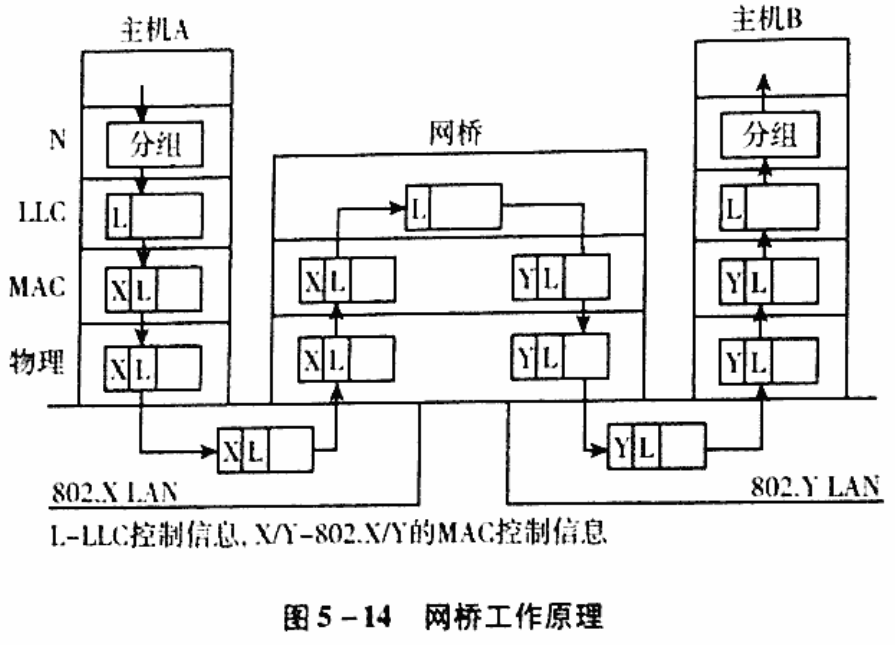 主机A
主机B
网桥
N
分组
分组
LLC
L
L
L
MAC
X L
X L
Y L
Y L
物理
X L
X L
Y L
Y L
X L
Y L
802.X LAN
802.Y LAN
L-LLC控制信息, X/Y-802.X/Y的MAC控制信息
图5-14 网桥工作原理